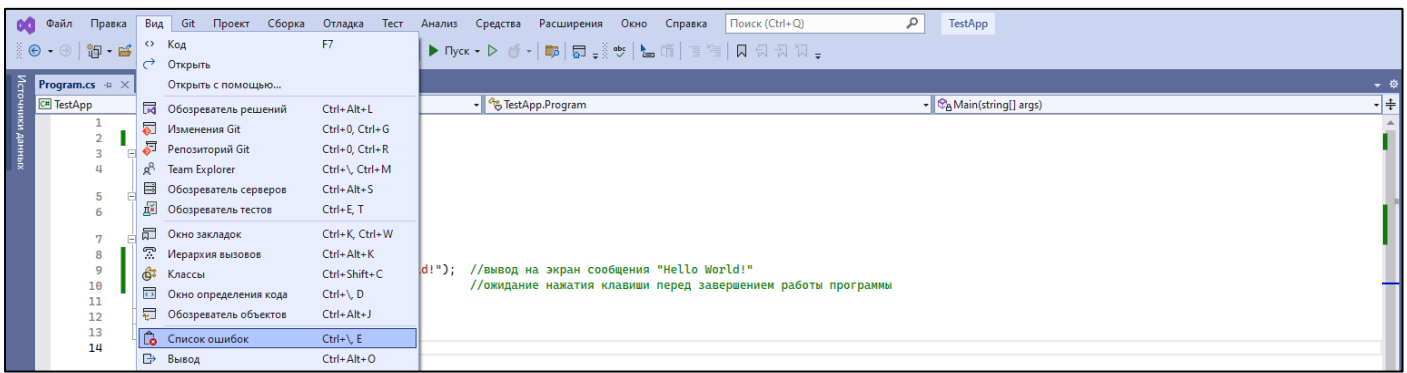 Файл Правка Вид Git Проект Сборка Отладка Тест Анализ Средства Расширения Окно Справка Поиск (Ctrl+Q) TestApp
Пуск
Источники данных
Program.cs
C# TestApp TestApp.Program Main(string[] args)
Код F7
Открыть
Открыть с помощью...
Обозреватель решений Ctrl+Alt+L
Изменения Git Ctrl+0, Ctrl+G
Репозиторий Git Ctrl+0, Ctrl+R
Team Explorer Ctrl+\, Ctrl+M
Обозреватель серверов Ctrl+Alt+S
Обозреватель тестов Ctrl+E, T
Окно закладок Ctrl+K, Ctrl+W
Иерархия вызовов Ctrl+Alt+K
Классы Ctrl+Shift+C
Окно определения кода Ctrl+\, D
Обозреватель объектов Ctrl+Alt+J
Список ошибок Ctrl+\, E
Вывод Ctrl+Alt+O
1
2
3
4
5
6
7
8
9 d!"); //вывод на экран сообщения "Hello World!"
10 //ожидание нажатия клавиши перед завершением работы программы
11
12
13
14